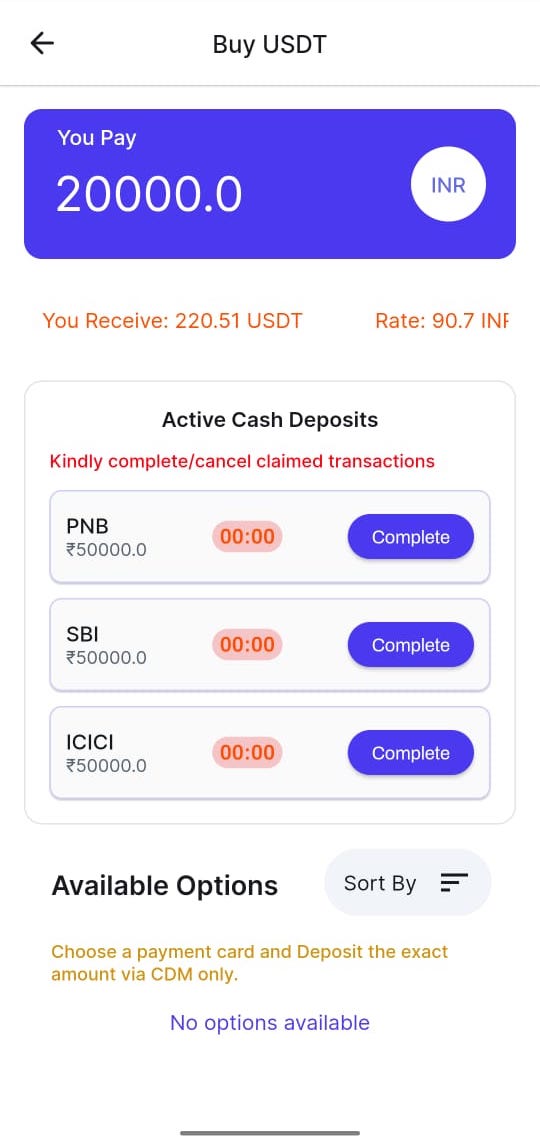 Buy USDT
You Pay
20000.0
INR
You Receive: 220.51 USDT
Rate: 90.7 INF
Active Cash Deposits
Kindly complete/cancel claimed transactions
PNB
₹50000.0
00:00
Complete
SBI
₹50000.0
00:00
Complete
ICICI
₹50000.0
00:00
Complete
Available Options
Sort By
Choose a payment card and Deposit the exact
amount via CDM only.
No options available